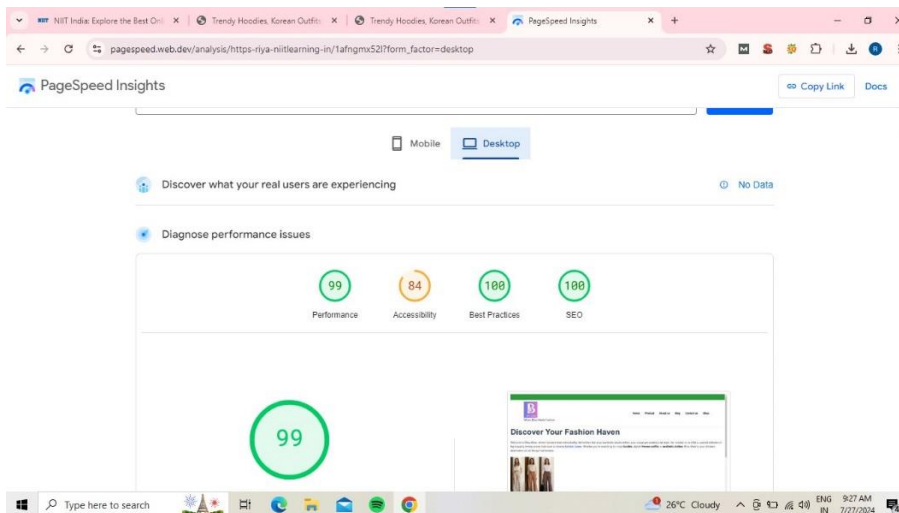 NIIT India: Explore the Best Onli
Trendy Hoodies, Korean Outfits
Trendy Hoodies, Korean Outfits
PageSpeed Insights
pagespeed.web.dev/analysis/https-riya-niitlearning-in/1afngmx52l?form_factor=desktop
PageSpeed Insights
Copy Link
Docs
Mobile
Desktop
Discover what your real users are experiencing
No Data
Diagnose performance issues
99
84
100
100
Performance
Accessibility
Best Practices
SEO
99
Discover Your Fashion Haven
Type here to search
26°C Cloudy
ENG
IN
9:27 AM
7/27/2024